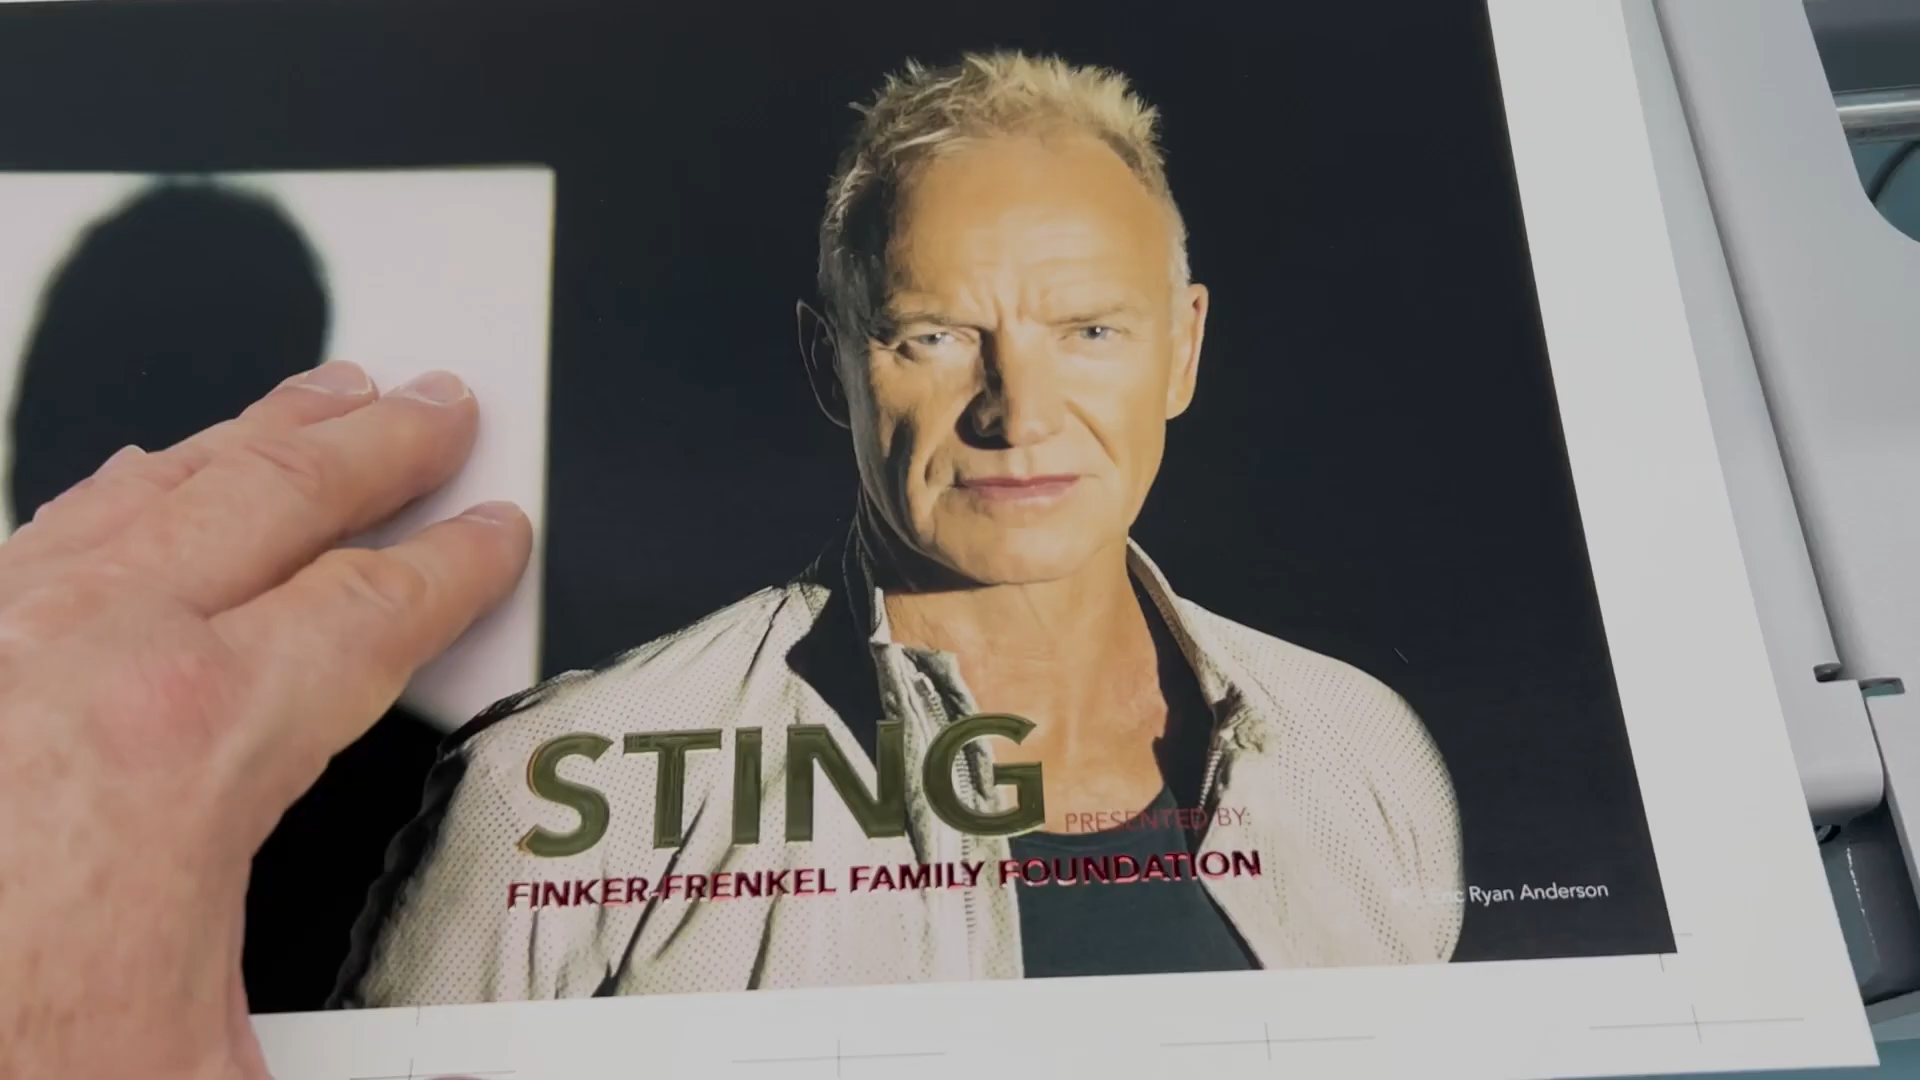 STING PRESENTED BY:
FINKER-FRENKEL FAMILY FOUNDATION
Ryan Anderson